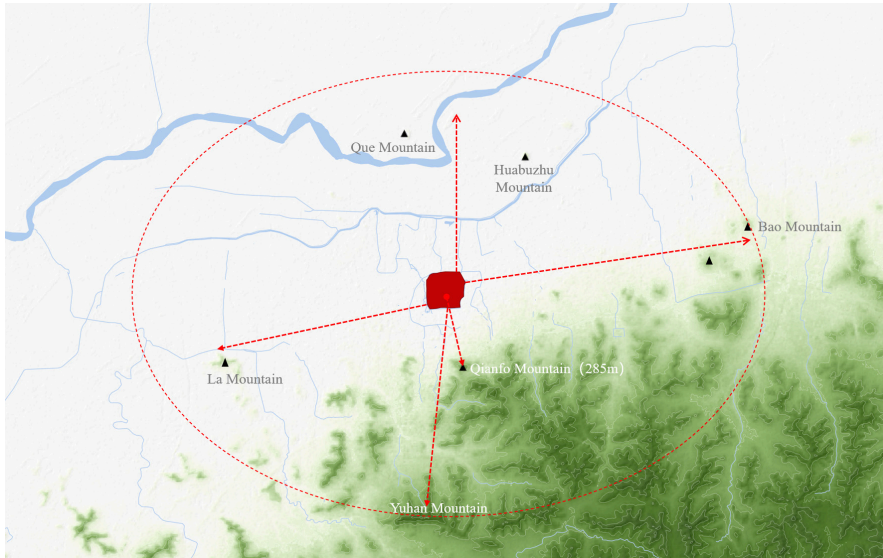 Que Mountain
Huabuzhu
Mountain
Bao Mountain
La Mountain
Qianfo Mountain（285m）
Yuhan Mountain